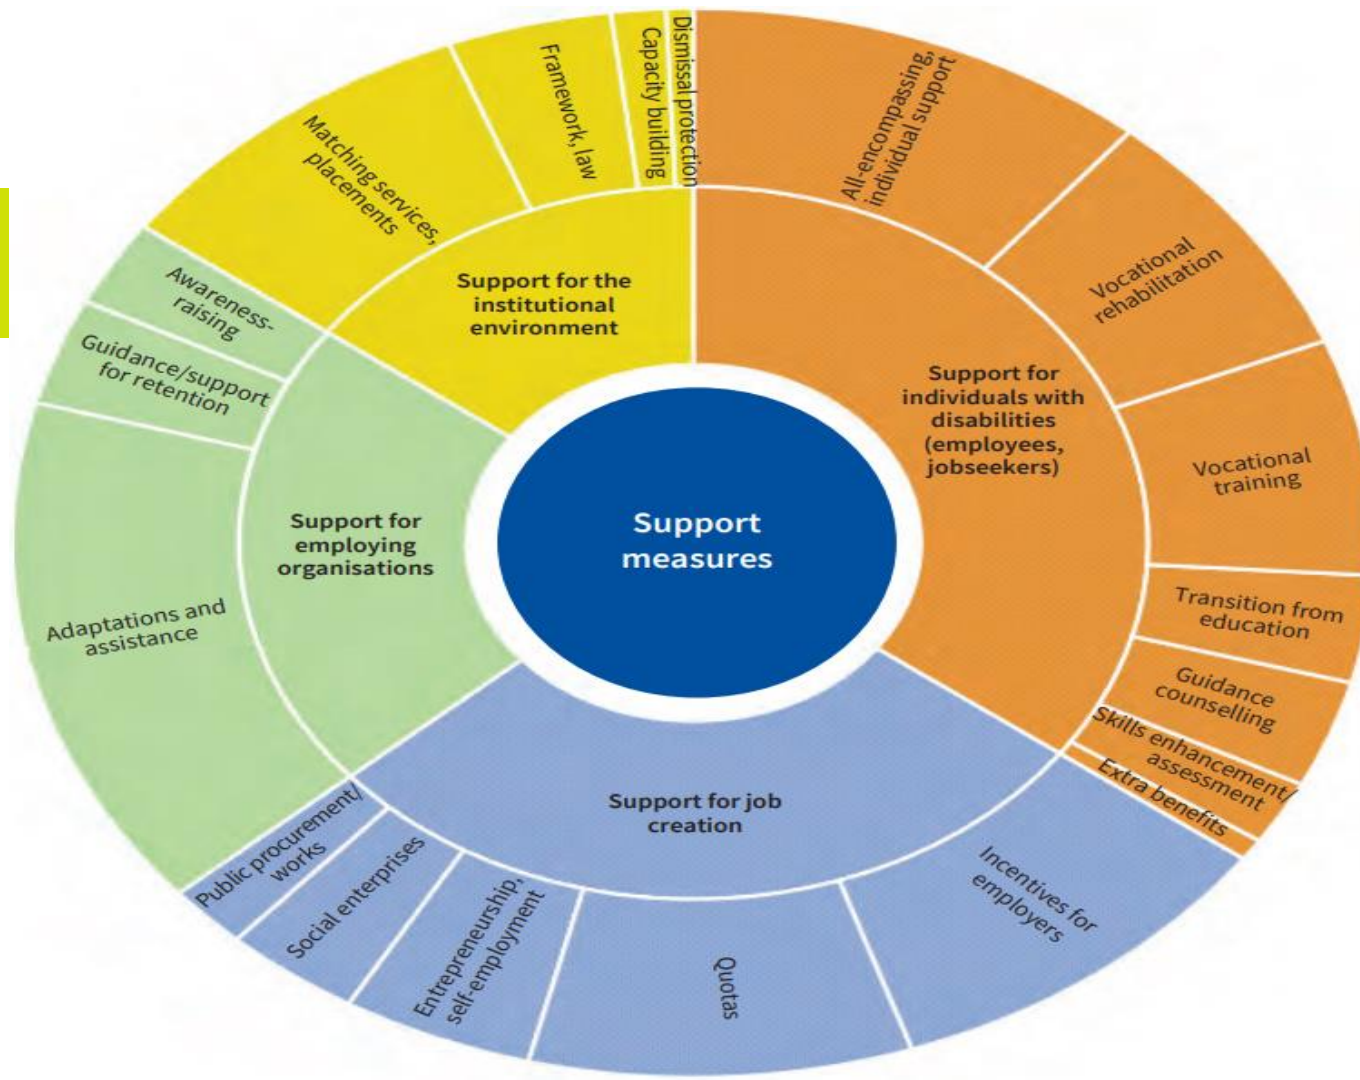 Support
measures
Support for
individuals with
disabilities
(employees,
jobseekers)
All-encompassing,
individual support
Vocational
rehabilitation
Vocational
training
Transition from
education
Guidance
counselling
Skills enhancement/
assessment
Extra benefits
Support for job
creation
Incentives for
employers
Quotas
Entrepreneurship,
self-employment
Social enterprises
Public procurement/
works
Support for
employing
organisations
Adaptations and
assistance
Guidance/support
for retention
Awareness-
raising
Support for the
institutional
environment
Matching services,
placements
Framework, law
Capacity building
Dismissal protection